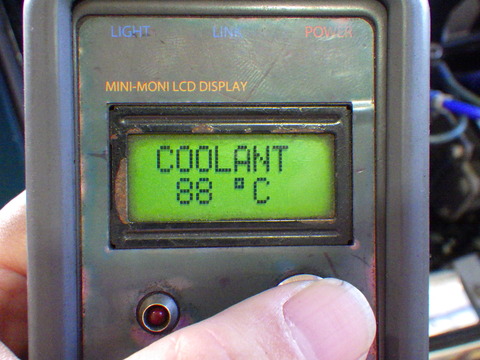 LIGHT LINK POWER
MINI-MONI LCD DISPLAY
COOLANT
88 °C